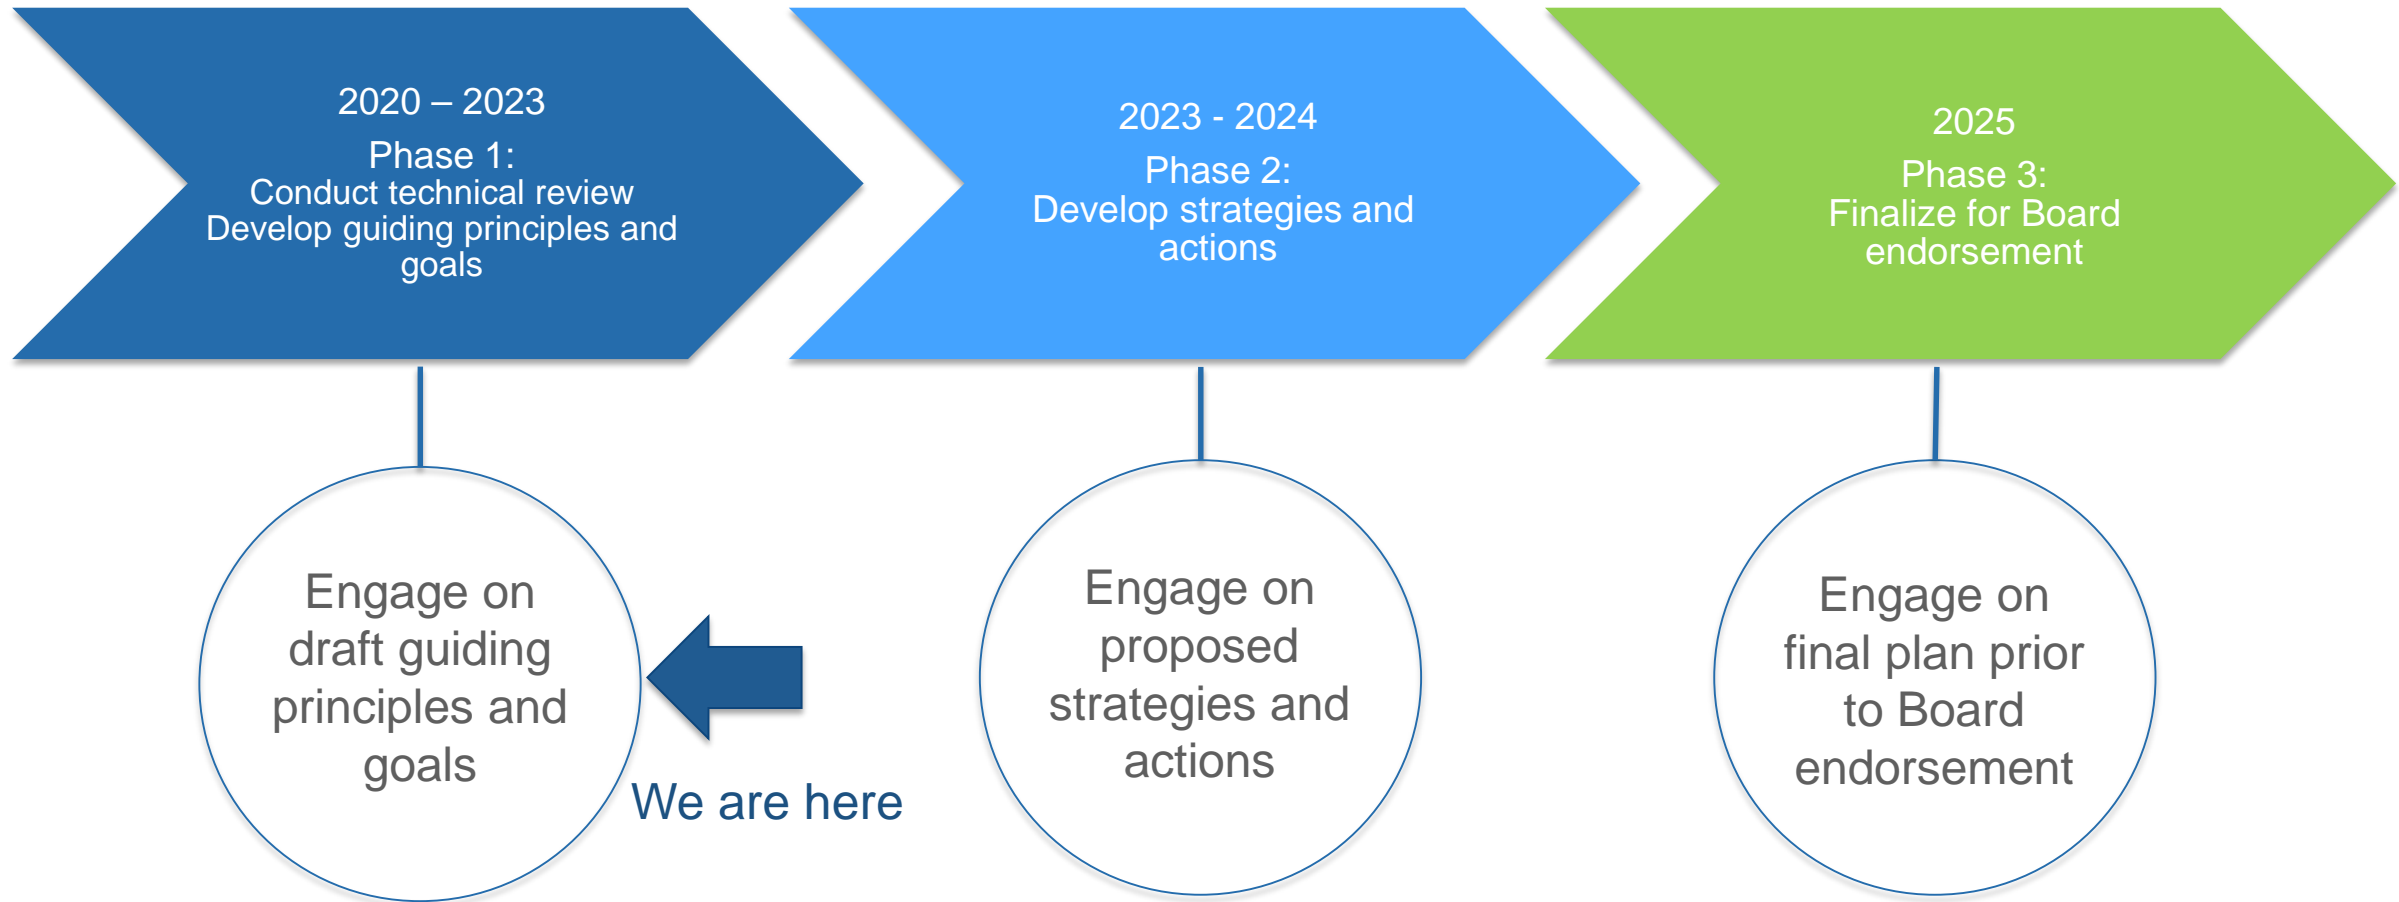 2020 – 2023
Phase 1:
Conduct technical review
Develop guiding principles and
goals
2023 - 2024
Phase 2:
Develop strategies and
actions
2025
Phase 3:
Finalize for Board
endorsement
Engage on
draft guiding
principles and
goals
We are here
Engage on
proposed
strategies and
actions
Engage on
final plan prior
to Board
endorsement